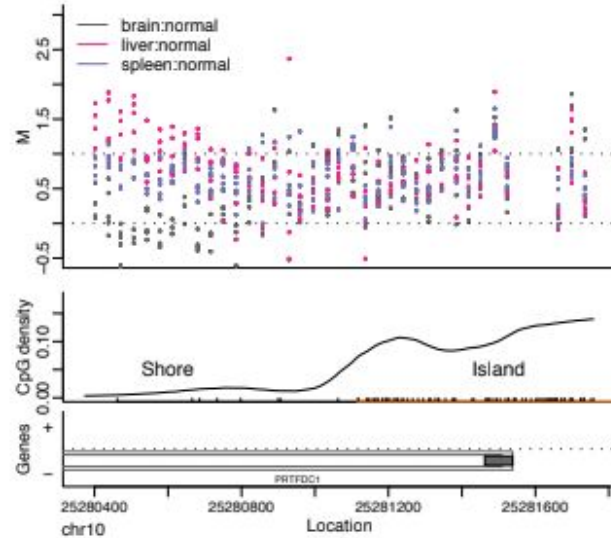 brain:normal
liver:normal
spleen:normal
M
2.5
1.5
0.5
−0.5
CpG density
0.10
0.00
Shore
Island
Genes
+
−
PRTFDC1
25280400
25280800
25281200
25281600
chr10
Location